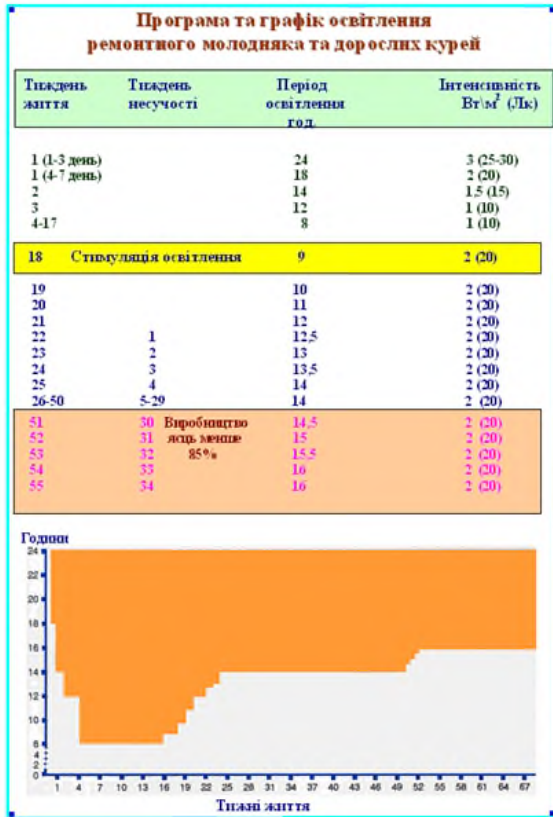 Програма та графік освітлення
ремонтного молодняка та дорослих курей
Тиждень життя Тиждень несучості Період освітлення год. Інтенсивність Вт\м² (Лк)
1 (1-3 день) 24 3 (25-30)
1 (4-7 день) 18 2 (20)
2 14 1,5 (15)
3 12 1 (10)
4-17 8 1 (10)
18 Стимуляція освітлення 9 2 (20)
19 10 2 (20)
20 11 2 (20)
21 12 2 (20)
22 1 12,5 2 (20)
23 2 13 2 (20)
24 3 13,5 2 (20)
25 4 14 2 (20)
26-50 5-29 14 2 (20)
51 30 Виробництво 14,5 2 (20)
52 31 яєць менше 15 2 (20)
53 32 85% 15,5 2 (20)
54 33 16 2 (20)
55 34 16 2 (20)
Години
24
22
20
18
16
14
12
10
8
4
2
0
1 4 7 10 13 16 19 22 25 28 31 34 37 40 43 46 49 52 55 58 61 64 67
Тижні життя